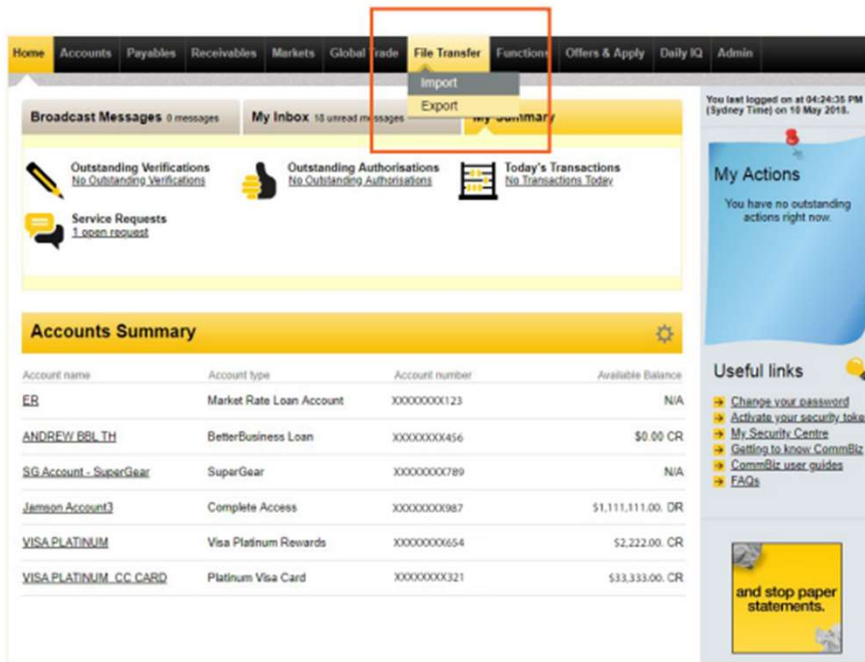 Home Accounts Payables Receivables Markets Global Trade File Transfer Functions Offers & Apply Daily IQ Admin
Import
Export
You last logged on at 04:24:35 PM
(Sydney Time) on 10 May 2018.
Broadcast Messages 0 messages
My Inbox 18 unread messages
My Summary
Outstanding Verifications
No Outstanding Verifications
Outstanding Authorisations
No Outstanding Authorisations
Today's Transactions
No Transactions Today
Service Requests
1 open request
My Actions
You have no outstanding
actions right now.
Accounts Summary
Account name Account type Account number Available Balance
ER Market Rate Loan Account XXXXXXXX123 N/A
ANDREW BBL TH BetterBusiness Loan XXXXXXXX456 $0.00 CR
SG Account - SuperGear SuperGear XXXXXXXX789 N/A
Jamson Account3 Complete Access XXXXXXXX987 $1,111,111.00. DR
VISA PLATINUM Visa Platinum Rewards XXXXXXXX654 $2,222.00. CR
VISA PLATINUM CC CARD Platinum Visa Card XXXXXXXX321 $33,333.00. CR
Useful links
Change your password
Activate your security toke
My Security Centre
Getting to know CommBiz
CommBiz user guides
FAQs
and stop paper
statements.